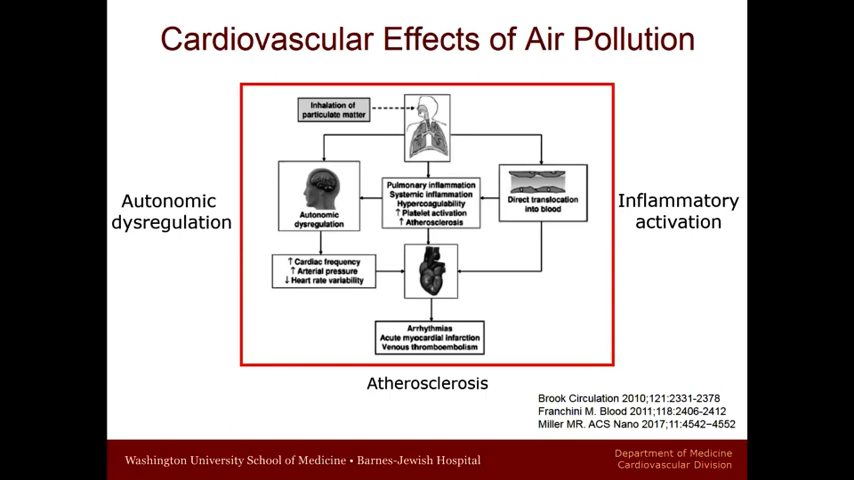 Cardiovascular Effects of Air Pollution
Inhalation of
particulate matter
Autonomic
dysregulation
Autonomic
dysregulation
Pulmonary inflammation
Systemic inflammation
Hypercoagulability
↑ Platelet activation
↑ Atherosclerosis
Direct translocation
into blood
Inflammatory
activation
↑ Cardiac frequency
↑ Arterial pressure
↓ Heart rate variability
Arrhythmias
Acute myocardial infarction
Venous thromboembolism
Atherosclerosis
Brook Circulation 2010;121:2331-2378
Franchini M. Blood 2011;118:2406-2412
Miller MR. ACS Nano 2017;11:4542−4552
Washington University School of Medicine • Barnes-Jewish Hospital
Department of Medicine
Cardiovascular Division